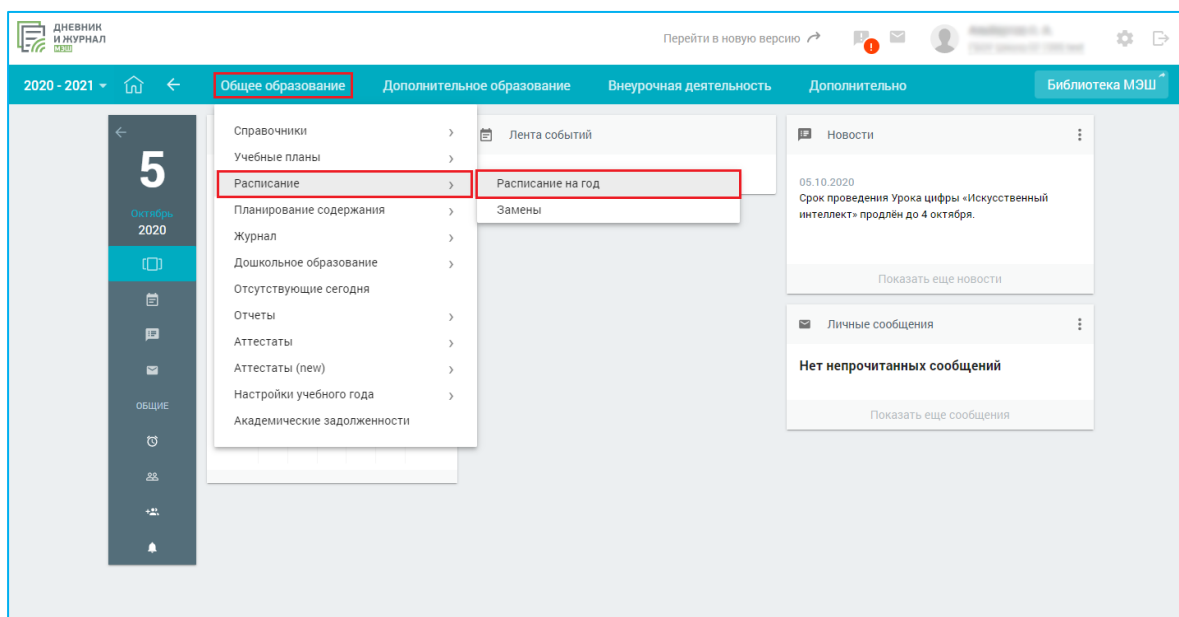 ДНЕВНИК
И ЖУРНАЛ
МЭШ
Перейти в новую версию
2020 - 2021
Общее образование
Дополнительное образование
Внеурочная деятельность
Дополнительно
Библиотека МЭШ
5
Октябрь
2020
ОБЩИЕ
Справочники
Учебные планы
Расписание
Планирование содержания
Журнал
Дошкольное образование
Отсутствующие сегодня
Отчеты
Аттестаты
Аттестаты (new)
Настройки учебного года
Академические задолженности
Лента событий
Расписание на год
Замены
Новости
05.10.2020
Срок проведения Урока цифры «Искусственный
интеллект» продлён до 4 октября.
Показать еще новости
Личные сообщения
Нет непрочитанных сообщений
Показать еще сообщения